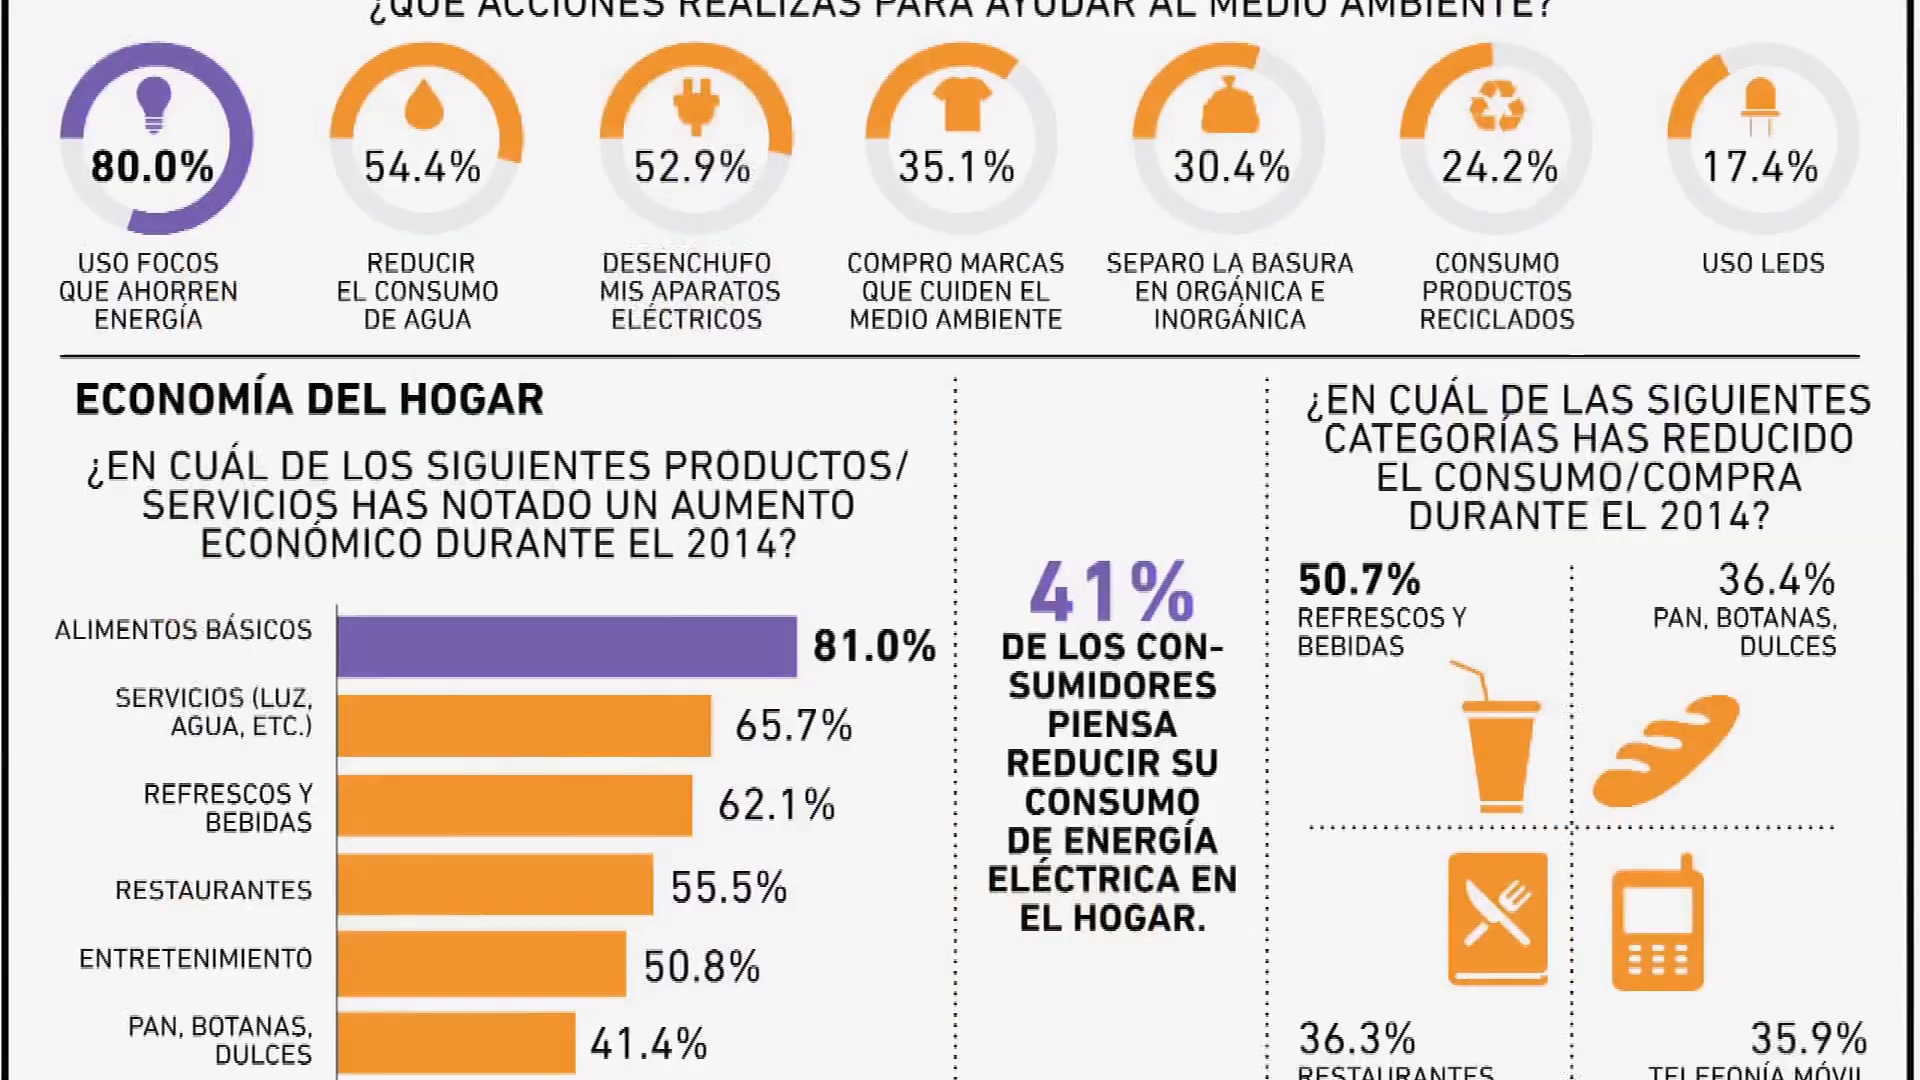 ¿QUÉ ACCIONES REALIZAS PARA AYUDAR AL MEDIO AMBIENTE?
80.0%
USO FOCOS
QUE AHORREN
ENERGÍA
54.4%
REDUCIR
EL CONSUMO
DE AGUA
52.9%
DESENCHUFO
MIS APARATOS
ELÉCTRICOS
35.1%
COMPRO MARCAS
QUE CUIDEN EL
MEDIO AMBIENTE
30.4%
SEPARO LA BASURA
EN ORGÁNICA E
INORGÁNICA
24.2%
CONSUMO
PRODUCTOS
RECICLADOS
17.4%
USO LEDS
ECONOMÍA DEL HOGAR
¿EN CUÁL DE LOS SIGUIENTES PRODUCTOS/
SERVICIOS HAS NOTADO UN AUMENTO
ECONÓMICO DURANTE EL 2014?
ALIMENTOS BÁSICOS
81.0%
SERVICIOS (LUZ,
AGUA, ETC.)
65.7%
REFRESCOS Y
BEBIDAS
62.1%
RESTAURANTES
55.5%
ENTRETENIMIENTO
50.8%
PAN, BOTANAS,
DULCES
41.4%
41%
DE LOS CON-
SUMIDORES
PIENSA
REDUCIR SU
CONSUMO
DE ENERGÍA
ELÉCTRICA EN
EL HOGAR.
¿EN CUÁL DE LAS SIGUIENTES
CATEGORÍAS HAS REDUCIDO
EL CONSUMO/COMPRA
DURANTE EL 2014?
50.7%
REFRESCOS Y
BEBIDAS
36.4%
PAN, BOTANAS,
DULCES
36.3%
RESTAURANTES
35.9%
TELEFONÍA MÓVIL